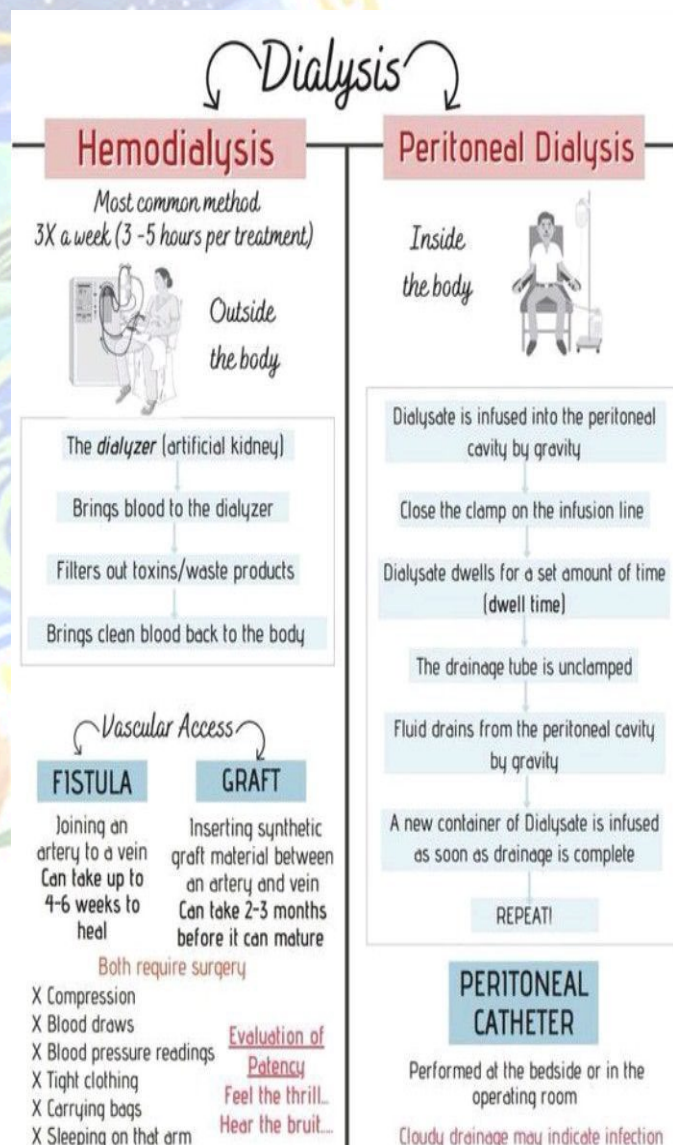 Dialysis
Hemodialysis
Most common method
3X a week (3 -5 hours per treatment)
Outside
the body
The dialyzer (artificial kidney)
Brings blood to the dialyzer
Filters out toxins/waste products
Brings clean blood back to the body
Vascular Access
FISTULA
Joining an
artery to a vein
Can take up to
4-6 weeks to
heal
GRAFT
Inserting synthetic
graft material between
an artery and vein
Can take 2-3 months
before it can mature
Both require surgery
X Compression
X Blood draws
X Blood pressure readings
X Tight clothing
X Carrying bags
X Sleeping on that arm
Evaluation of
Patency
Feel the thrill...
Hear the bruit....
Peritoneal Dialysis
Inside
the body
Dialysate is infused into the peritoneal
cavity by gravity
Close the clamp on the infusion line
Dialysate dwells for a set amount of time
(dwell time)
The drainage tube is unclamped
Fluid drains from the peritoneal cavity
by gravity
A new container of Dialysate is infused
as soon as drainage is complete
REPEAT!
PERITONEAL
CATHETER
Performed at the bedside or in the
operating room
Cloudy drainage may indicate infection